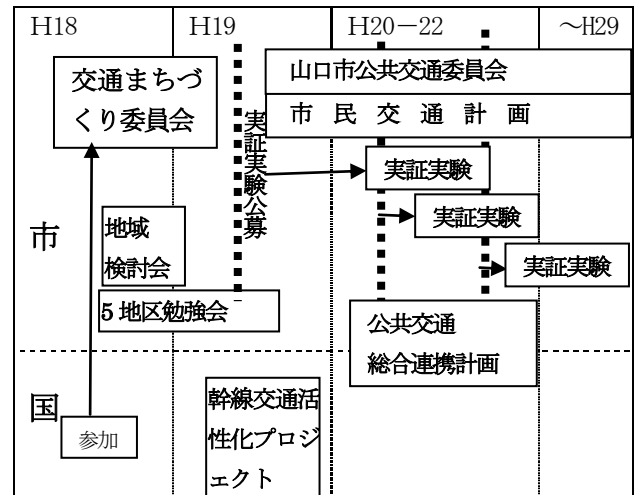 H18
H19
H20－22
～H29
交通まちづ
くり委員会
山口市公共交通委員会
市民交通計画
実証実験公募
実証実験
実証実験
実証実験
市
地域
検討会
5地区勉強会
公共交通
総合連携計画
国
参加
幹線交通活
性化プロジ
ェクト